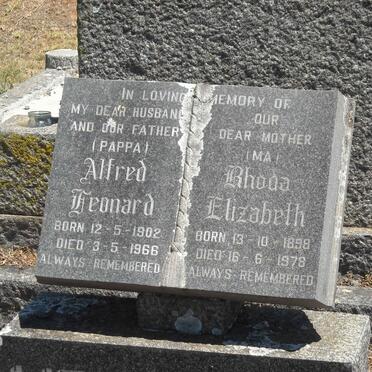 IN LOVING MEMORY OF
MY DEAR HUSBAND
AND OUR FATHER
(PAPPA)
Alfred
Leonard
BORN 12-5-1902
DIED 3-5-1966
ALWAYS REMEMBERED
OUR
DEAR MOTHER
(MA)
Rhoda
Elizabeth
BORN 13-10-1898
DIED 16-6-1978
ALWAYS REMEMBERED